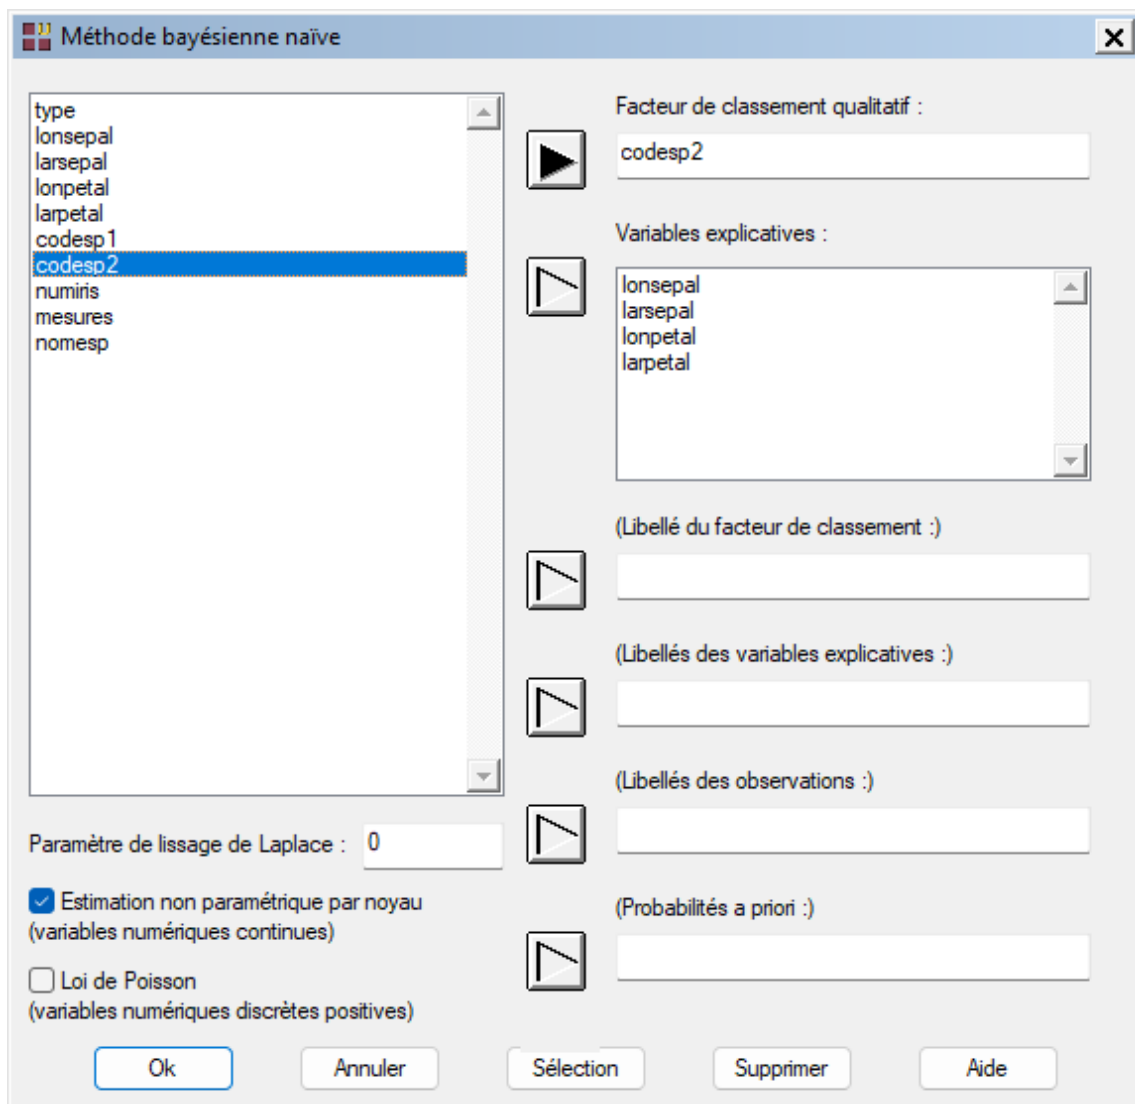 Méthode bayésienne naïve
type
lonsepal
larsepal
lonpetal
larpetal
codesp1
codesp2
numiris
mesures
nomesp
Facteur de classement qualitatif :
codesp2
Variables explicatives :
lonsepal
larsepal
lonpetal
larpetal
(Libellé du facteur de classement :)
(Libellés des variables explicatives :)
(Libellés des observations :)
(Probabilités a priori :)
Paramètre de lissage de Laplace : 0
Estimation non paramétrique par noyau
(variables numériques continues)
Loi de Poisson
(variables numériques discrètes positives)
Ok Annuler Sélection Supprimer Aide